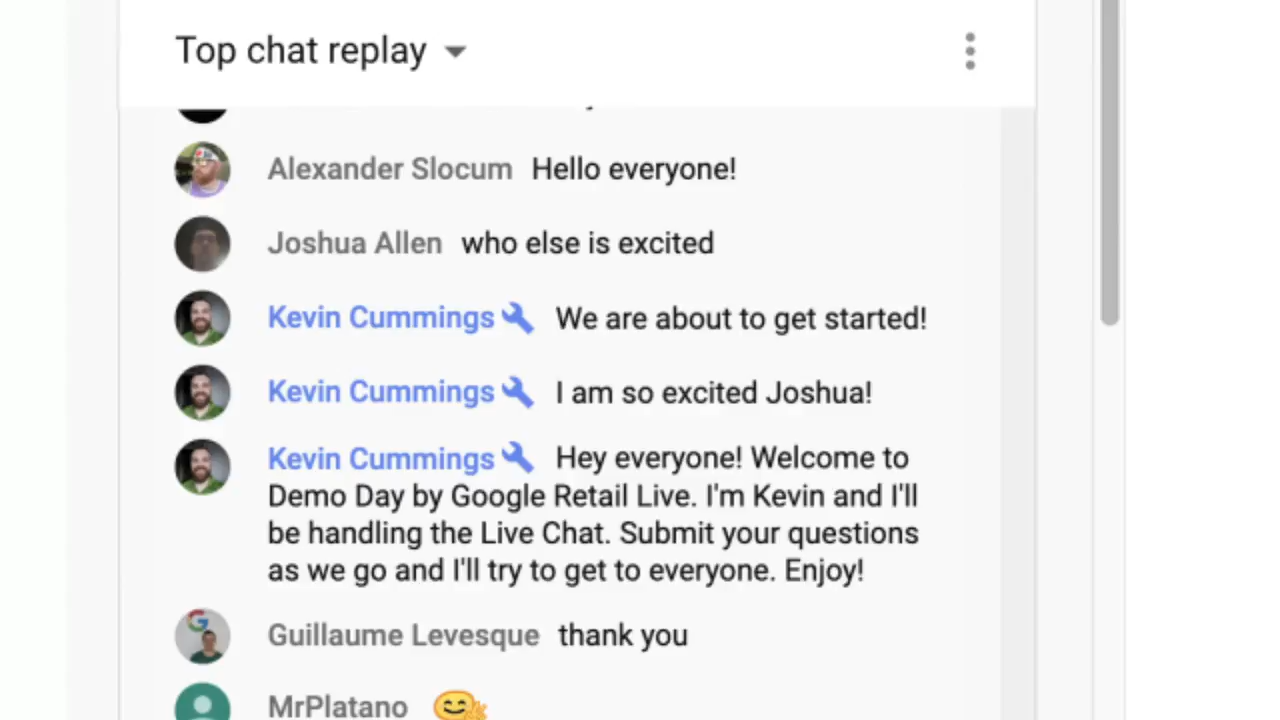 Top chat replay
Alexander Slocum Hello everyone!
Joshua Allen who else is excited
Kevin Cummings We are about to get started!
Kevin Cummings I am so excited Joshua!
Kevin Cummings Hey everyone! Welcome to
Demo Day by Google Retail Live. I'm Kevin and I'll
be handling the Live Chat. Submit your questions
as we go and I'll try to get to everyone. Enjoy!
Guillaume Levesque thank you
MrPlatano